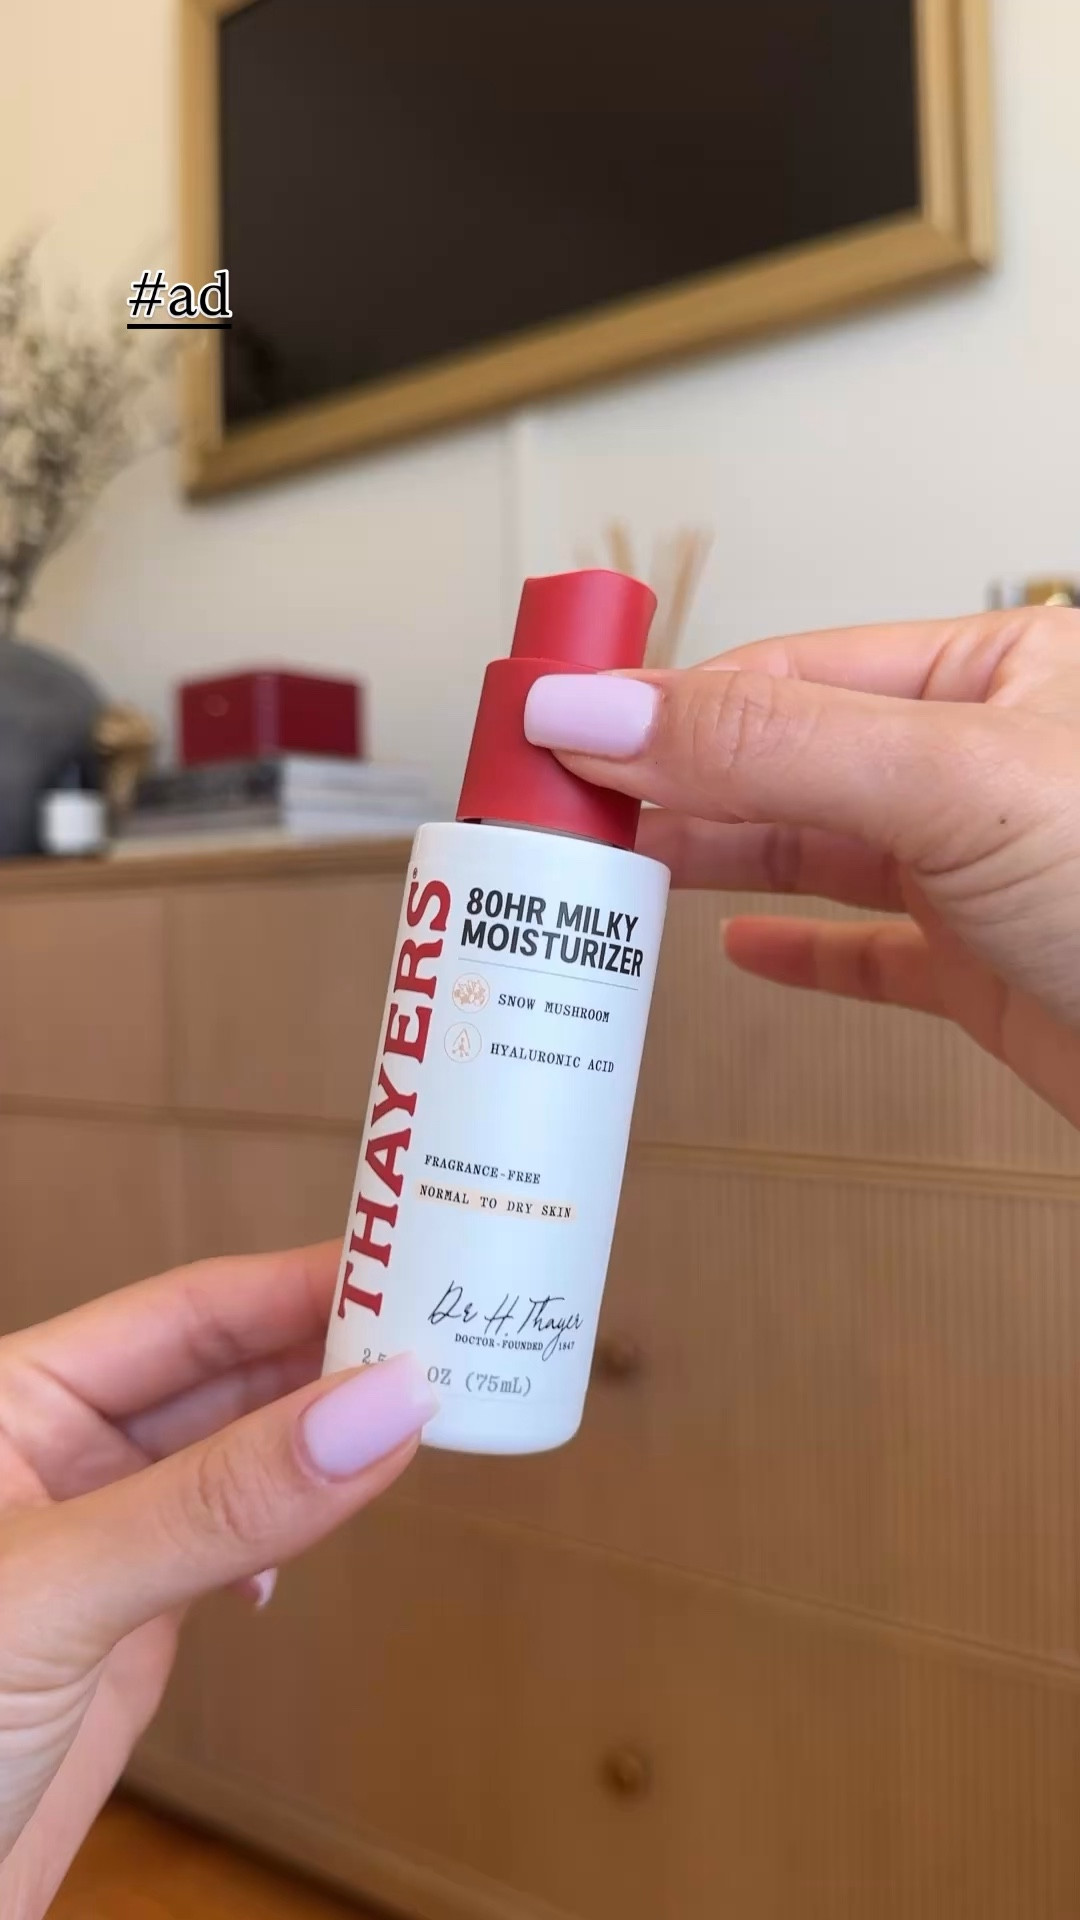 #ad
THAYERS®
80HR MILKY
MOISTURIZER
SNOW MUSHROOM
HYALURONIC ACID
FRAGRANCE-FREE
NORMAL TO DRY SKIN
Dr H. Thayer
DOCTOR-FOUNDED 1847
OZ (75mL)